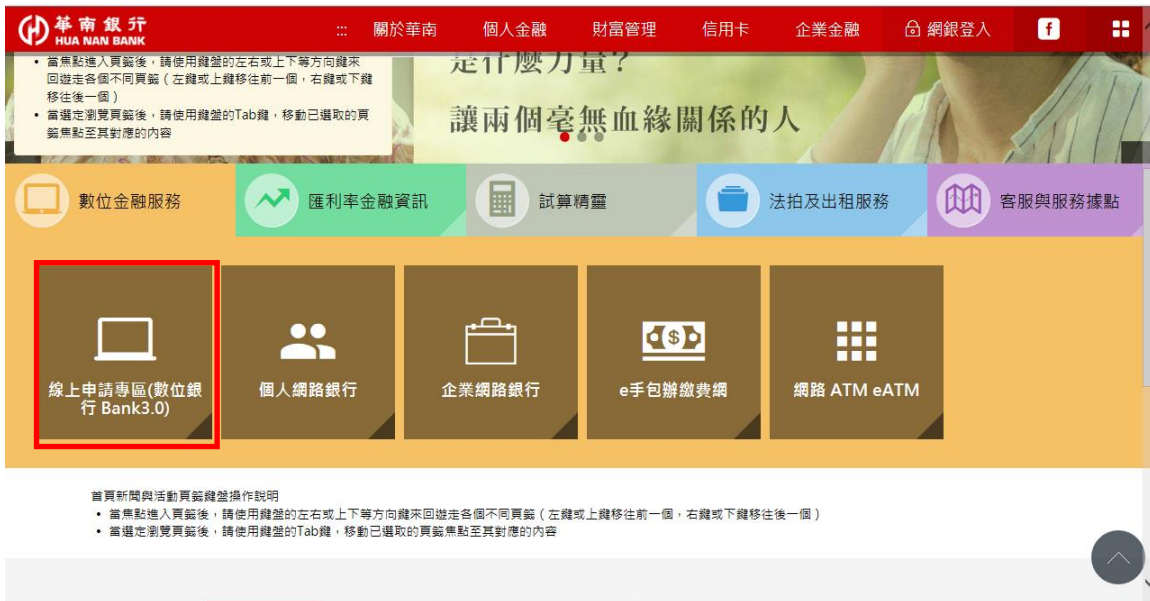 華南銀行
HUA NAN BANK
:::
關於華南
個人金融
財富管理
信用卡
企業金融
網銀登入
f
• 當焦點進入頁籤後，請使用鍵盤的左右或上下等方向鍵來
回遊走各個不同頁籤（左鍵或上鍵移往前一個，右鍵或下鍵
移往後一個）
• 當選定瀏覽頁籤後，請使用鍵盤的Tab鍵，移動已選取的頁
籤焦點至其對應的內容
是什麼力量？
讓兩個毫無血緣關係的人
數位金融服務
匯利率金融資訊
試算精靈
法拍及出租服務
客服與服務據點
線上申請專區(數位銀
行 Bank3.0)
個人網路銀行
企業網路銀行
e手包辦繳費網
網路 ATM eATM
首頁新聞與活動頁籤鍵盤操作說明
• 當焦點進入頁籤後，請使用鍵盤的左右或上下等方向鍵來回遊走各個不同頁籤（左鍵或上鍵移往前一個，右鍵或下鍵移往後一個）
• 當選定瀏覽頁籤後，請使用鍵盤的Tab鍵，移動已選取的頁籤焦點至其對應的內容